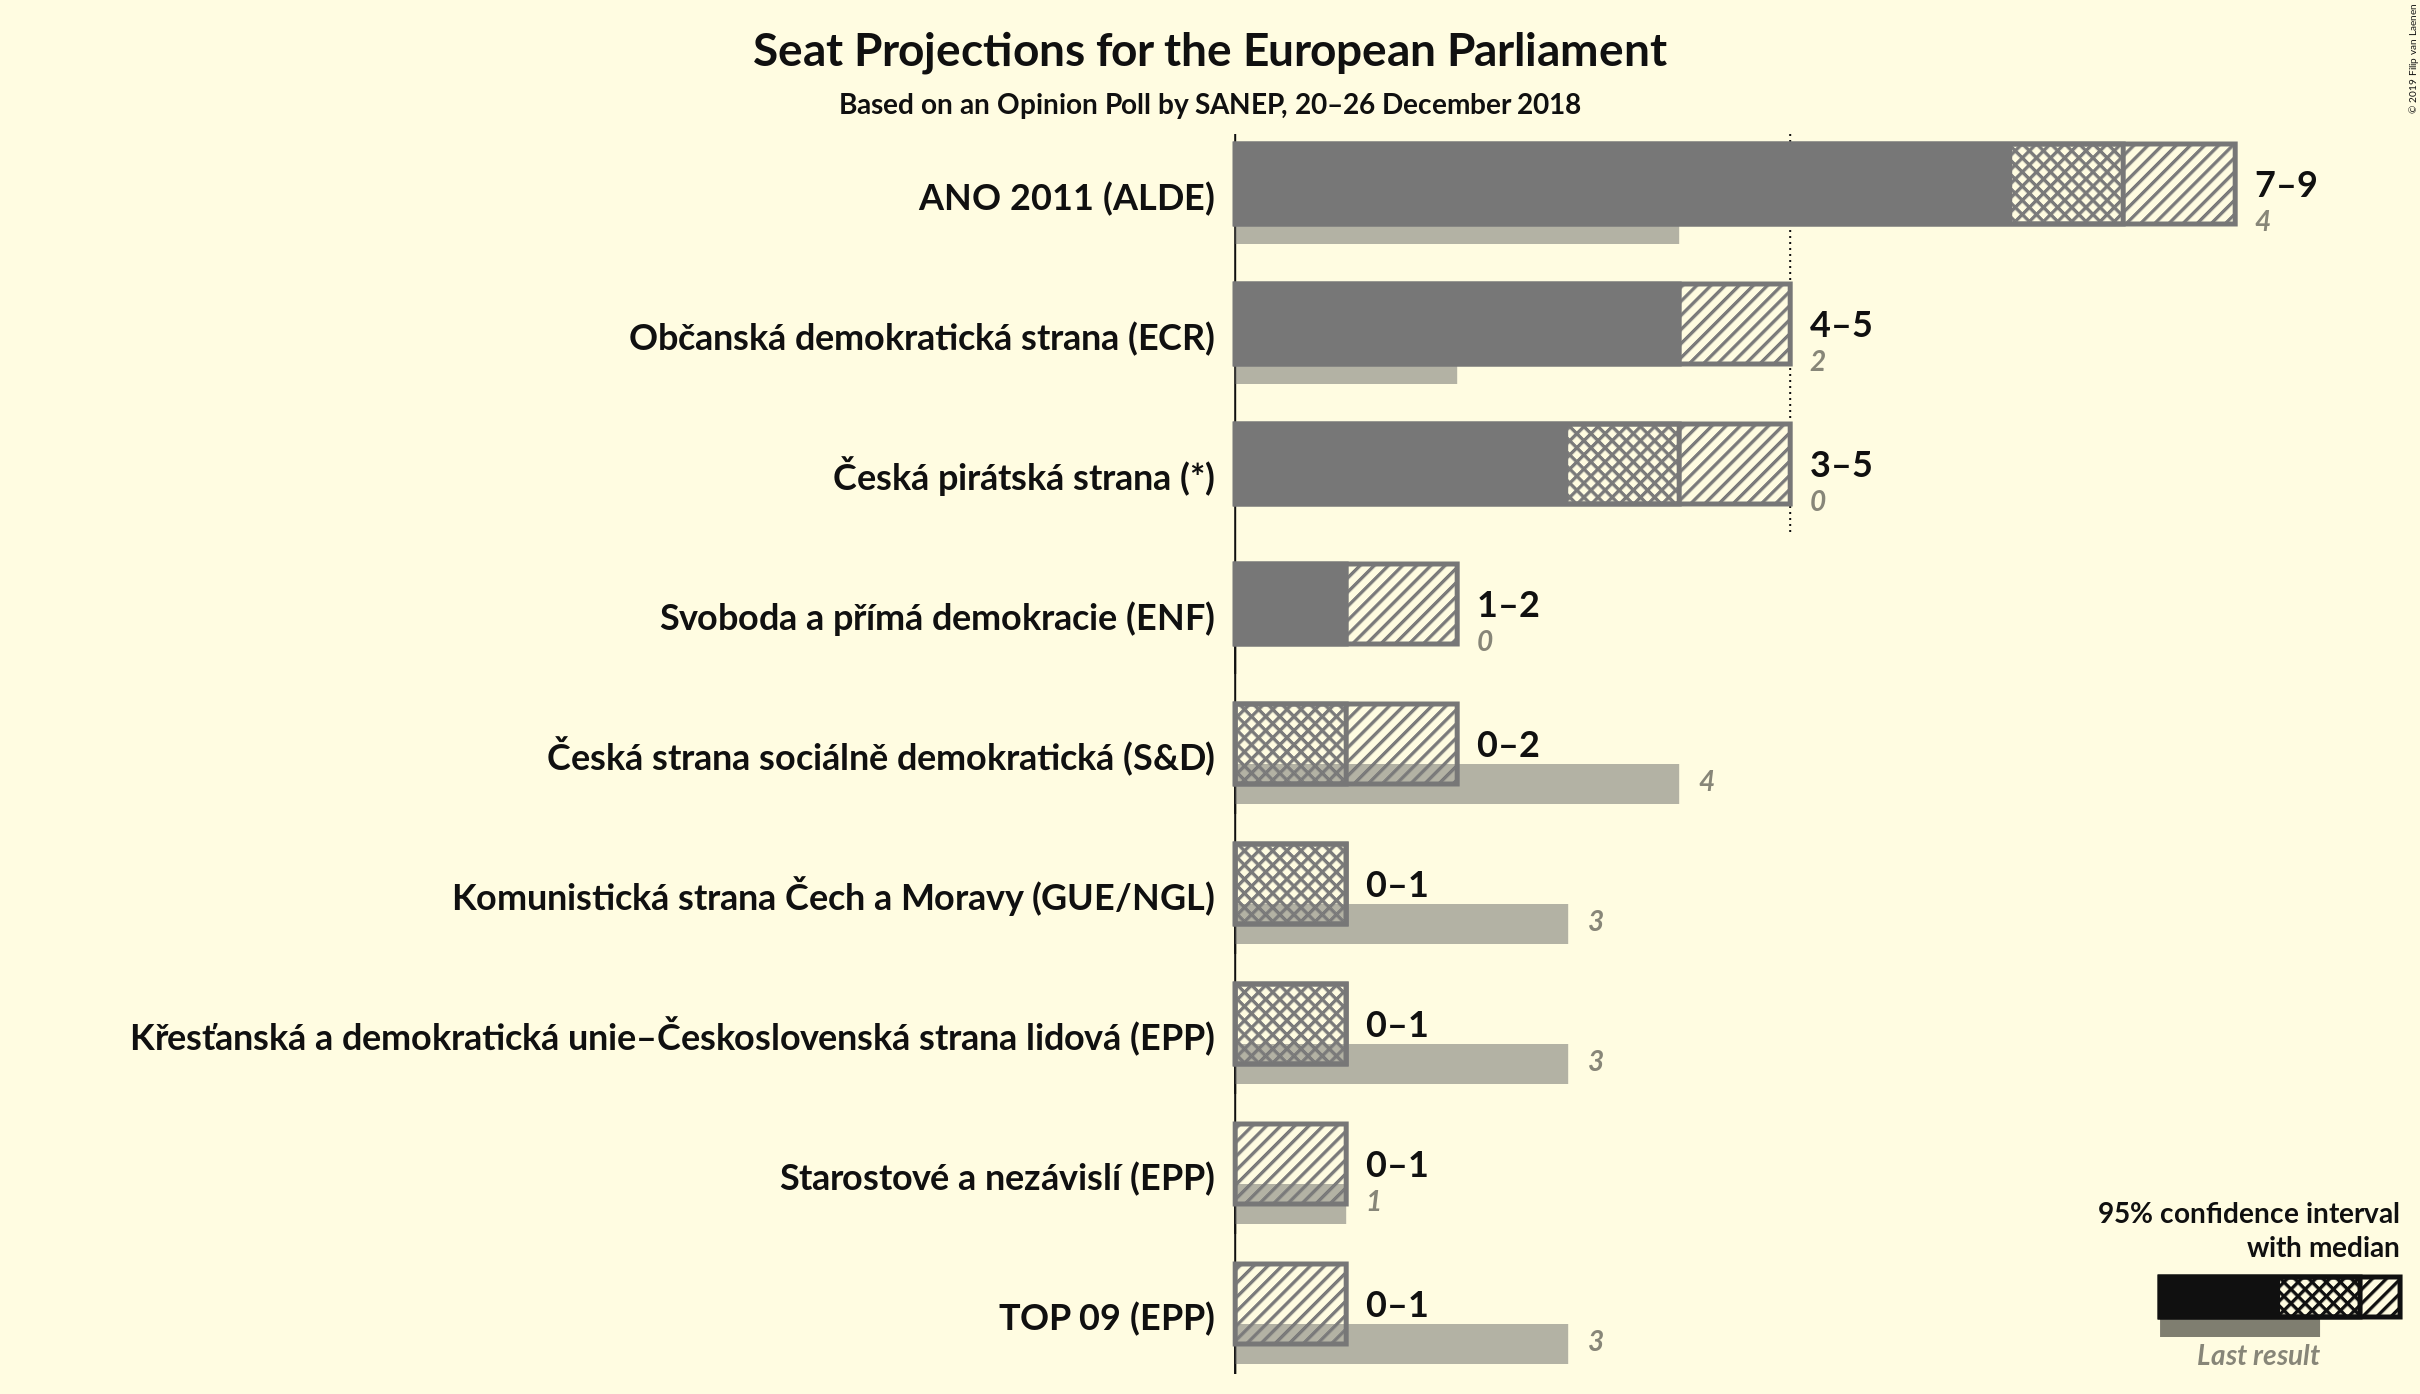 Seat Projections for the European Parliament
Based on an Opinion Poll by SANEP, 20–26 December 2018
© 2019 Filip van Laenen
ANO 2011 (ALDE)
7–9
4
Občanská demokratická strana (ECR)
4–5
2
Česká pirátská strana (*)
3–5
0
Svoboda a přímá demokracie (ENF)
1–2
0
Česká strana sociálně demokratická (S&D)
0–2
4
Komunistická strana Čech a Moravy (GUE/NGL)
0–1
3
Křesťanská a demokratická unie–Československá strana lidová (EPP)
0–1
3
Starostové a nezávislí (EPP)
0–1
1
TOP 09 (EPP)
0–1
3
95% confidence interval
with median
Last result